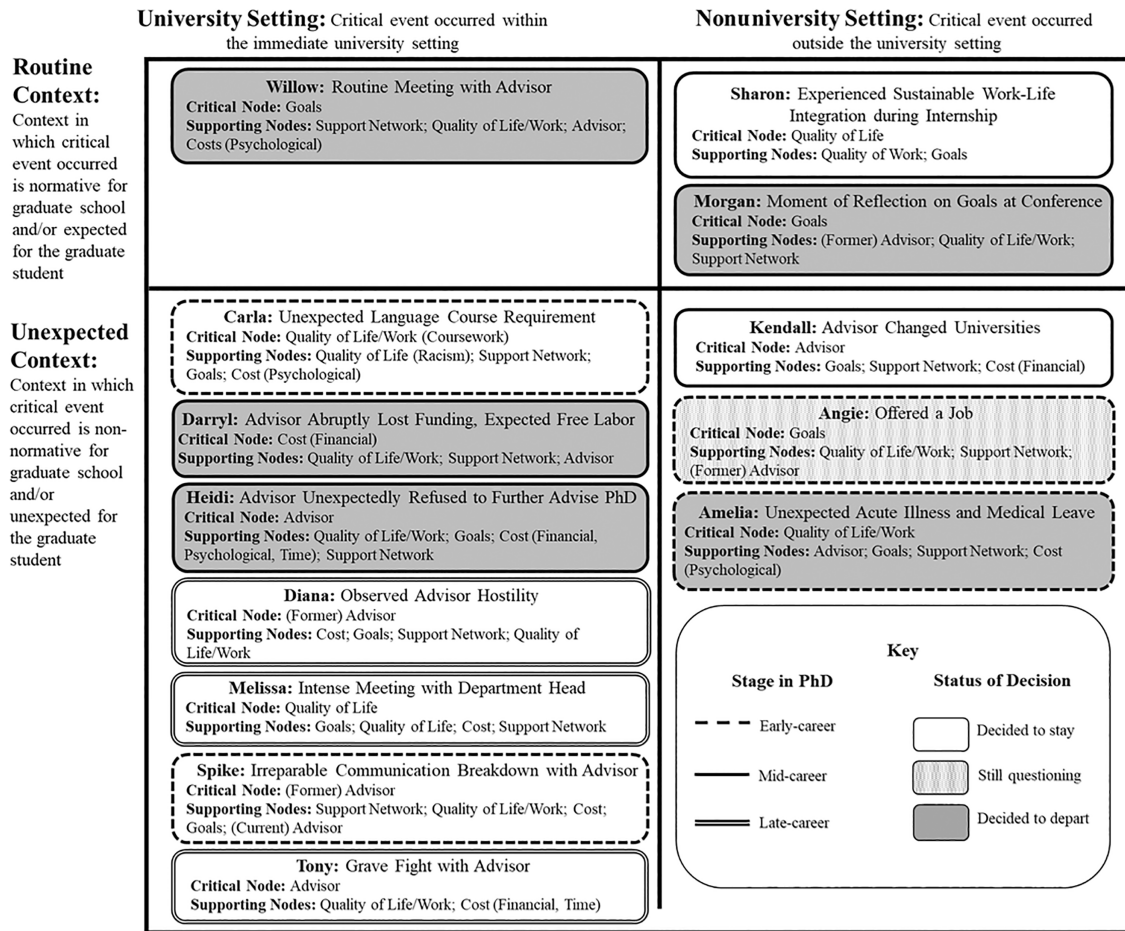 University Setting: Critical event occurred within
the immediate university setting
Nonuniversity Setting: Critical event occurred
outside the university setting
Routine
Context:
Context in
which critical
event occurred
is normative for
graduate school
and/or expected
for the graduate
student
Willow: Routine Meeting with Advisor
Critical Node: Goals
Supporting Nodes: Support Network; Quality of Life/Work; Advisor;
Costs (Psychological)
Sharon: Experienced Sustainable Work-Life
Integration during Internship
Critical Node: Quality of Life
Supporting Nodes: Quality of Work; Goals
Morgan: Moment of Reflection on Goals at Conference
Critical Node: Goals
Supporting Nodes: (Former) Advisor; Quality of Life/Work;
Support Network
Unexpected
Context:
Context in which
critical event
occurred is non-
normative for
graduate school
and/or
unexpected for
the graduate
student
Carla: Unexpected Language Course Requirement
Critical Node: Quality of Life/Work (Coursework)
Supporting Nodes: Quality of Life (Racism); Support Network;
Goals; Cost (Psychological)
Darryl: Advisor Abruptly Lost Funding, Expected Free Labor
Critical Node: Cost (Financial)
Supporting Nodes: Quality of Life/Work; Support Network; Advisor
Heidi: Advisor Unexpectedly Refused to Further Advise PhD
Critical Node: Advisor
Supporting Nodes: Quality of Life/Work; Goals; Cost (Financial,
Psychological, Time); Support Network
Diana: Observed Advisor Hostility
Critical Node: (Former) Advisor
Supporting Nodes: Cost; Goals; Support Network; Quality of
Life/Work
Melissa: Intense Meeting with Department Head
Critical Node: Quality of Life
Supporting Nodes: Goals; Quality of Life; Cost; Support Network
Spike: Irreparable Communication Breakdown with Advisor
Critical Node: (Former) Advisor
Supporting Nodes: Support Network; Quality of Life/Work; Cost;
Goals; (Current) Advisor
Tony: Grave Fight with Advisor
Critical Node: Advisor
Supporting Nodes: Quality of Life/Work; Cost (Financial, Time)
Kendall: Advisor Changed Universities
Critical Node: Advisor
Supporting Nodes: Goals; Support Network; Cost (Financial)
Angie: Offered a Job
Critical Node: Goals
Supporting Nodes: Quality of Life/Work; Support Network;
(Former) Advisor
Amelia: Unexpected Acute Illness and Medical Leave
Critical Node: Quality of Life/Work
Supporting Nodes: Advisor; Goals; Support Network; Cost
(Psychological)
Key
Stage in PhD
Status of Decision
Early-career
Decided to stay
Mid-career
Still questioning
Late-career
Decided to depart